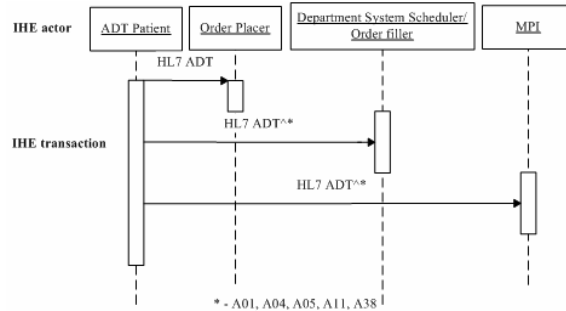 IHE actor
ADT Patient
Order Placer
Department System Scheduler/
Order filler
MPI
HL7 ADT
HL7 ADT^*
IHE transaction
HL7 ADT^*
* - A01, A04, A05, A11, A38